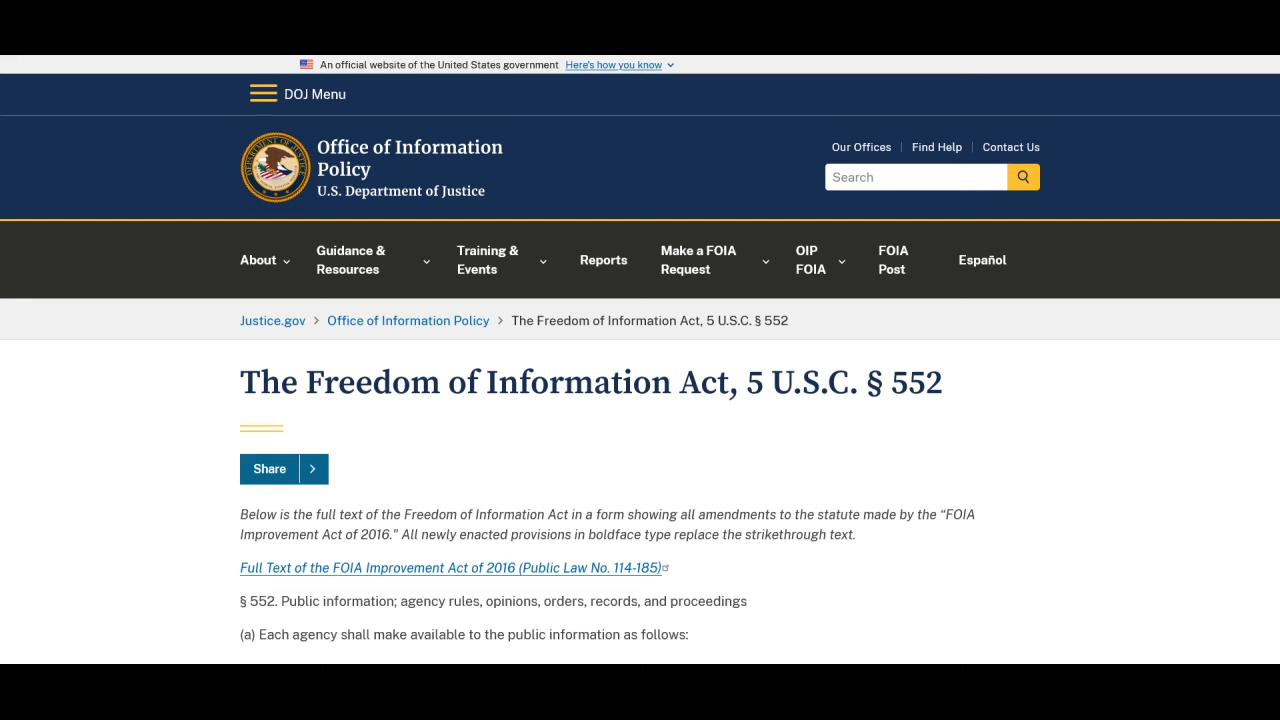 An official website of the United States government Here's how you know
DOJ Menu
Office of Information
Policy
U.S. Department of Justice
Our Offices
Find Help
Contact Us
Search
About
Guidance &
Resources
Training &
Events
Reports
Make a FOIA
Request
OIP
FOIA
FOIA
Post
Español
Justice.gov > Office of Information Policy > The Freedom of Information Act, 5 U.S.C. § 552
The Freedom of Information Act, 5 U.S.C. § 552
Share
Below is the full text of the Freedom of Information Act in a form showing all amendments to the statute made by the “FOIA
Improvement Act of 2016.” All newly enacted provisions in boldface type replace the strikethrough text.
Full Text of the FOIA Improvement Act of 2016 (Public Law No. 114-185)
§ 552. Public information; agency rules, opinions, orders, records, and proceedings
(a) Each agency shall make available to the public information as follows: